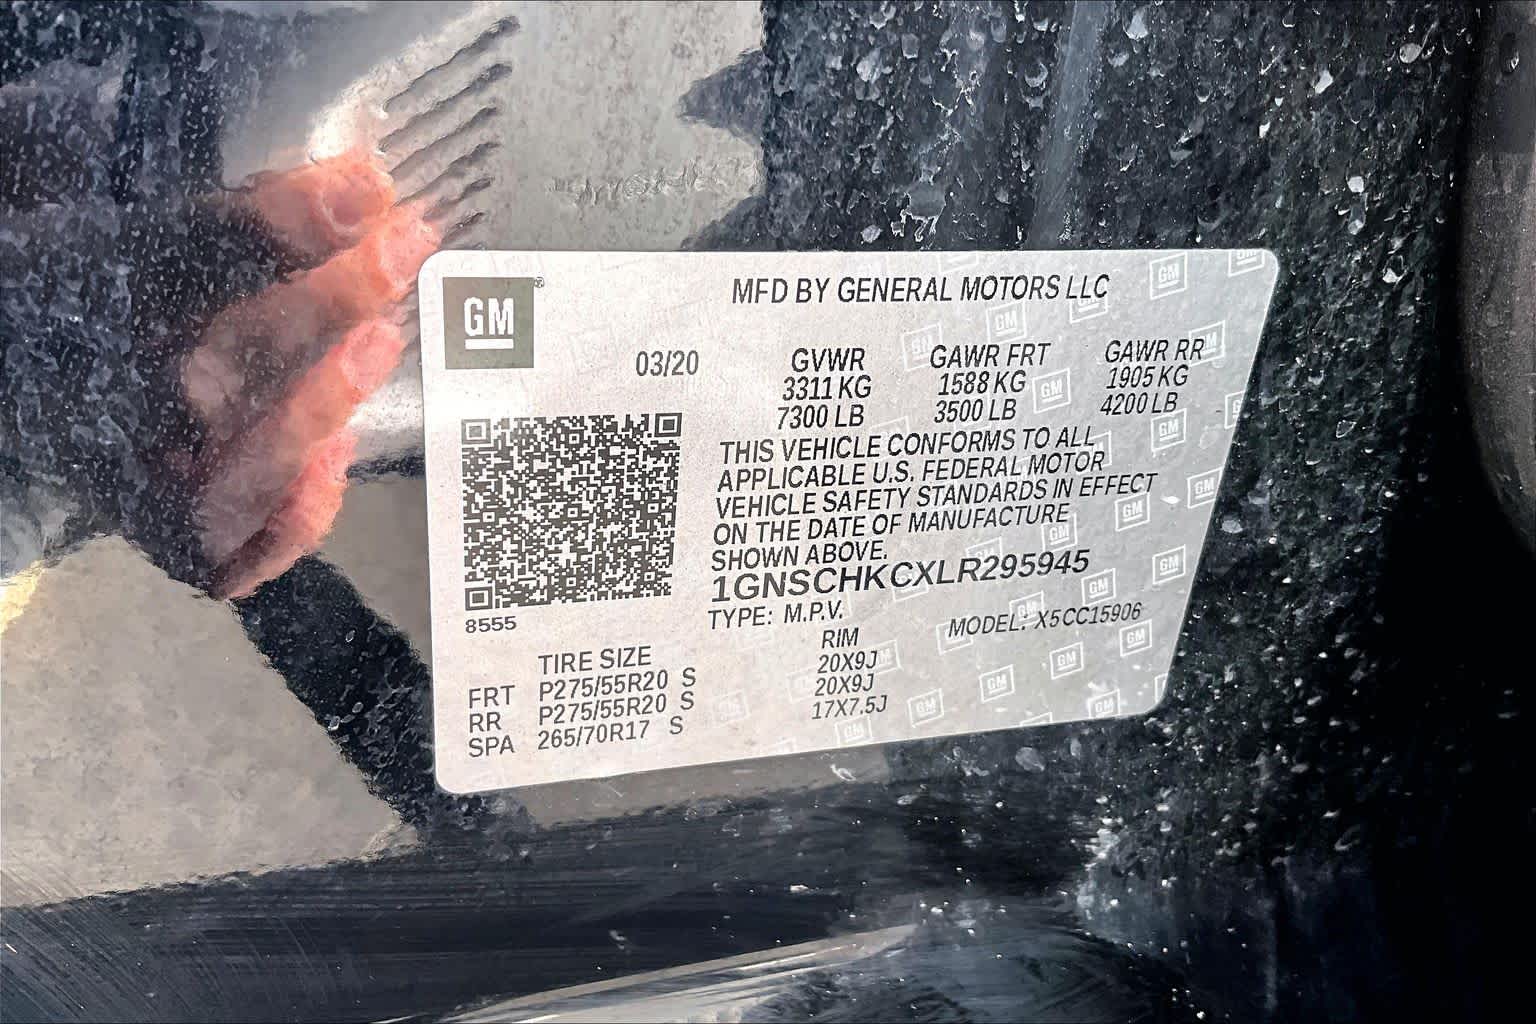 GM
MFD BY GENERAL MOTORS LLC
03/20
GVWR GAWR FRT GAWR RR
3311 KG 1588 KG 1905 KG
7300 LB 3500 LB 4200 LB
THIS VEHICLE CONFORMS TO ALL
APPLICABLE U.S. FEDERAL MOTOR
VEHICLE SAFETY STANDARDS IN EFFECT
ON THE DATE OF MANUFACTURE
SHOWN ABOVE.
1GNSCHKCXLR295945
8555
TYPE: M.P.V. MODEL: X5CC15906
TIRE SIZE RIM
FRT P275/55R20 S 20X9J
RR P275/55R20 S 20X9J
SPA 265/70R17 S 17X7.5J